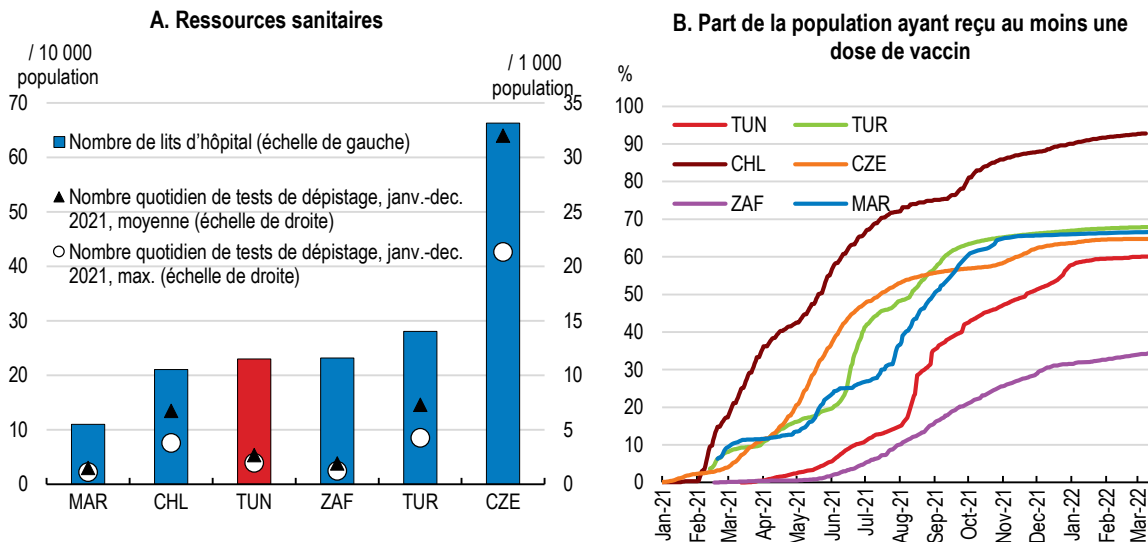 A. Ressources sanitaires
/ 10 000
population
/ 1 000
population
70
60
50
40
30
20
10
0
35
30
25
20
15
10
5
0
Nombre de lits d'hôpital (échelle de gauche)
Nombre quotidien de tests de dépistage, janv.-dec.
2021, moyenne (échelle de droite)
Nombre quotidien de tests de dépistage, janv.-dec.
2021, max. (échelle de droite)
MAR CHL TUN ZAF TUR CZE
B. Part de la population ayant reçu au moins une
dose de vaccin
%
100
90
80
70
60
50
40
30
20
10
0
TUN TUR
CHL CZE
ZAF MAR
Jan-21
Feb-21
Mar-21
Apr-21
May-21
Jun-21
Jul-21
Aug-21
Sep-21
Oct-21
Nov-21
Dec-21
Jan-22
Feb-22
Mar-22